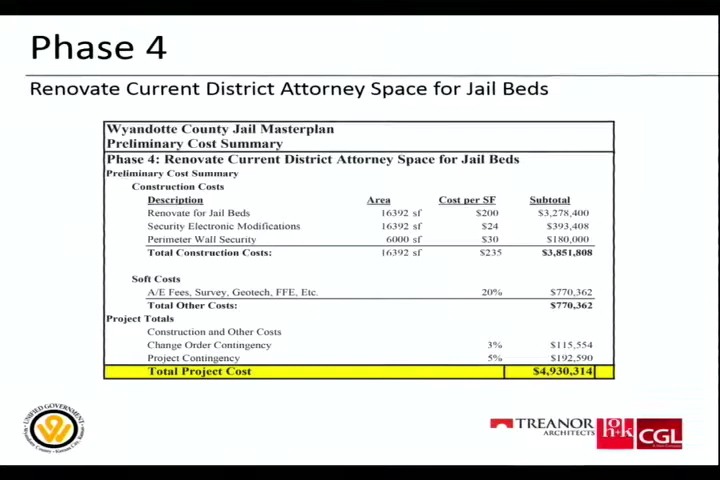 Phase 4
Renovate Current District Attorney Space for Jail Beds
Wyandotte County Jail Masterplan
Preliminary Cost Summary
Phase 4: Renovate Current District Attorney Space for Jail Beds
Preliminary Cost Summary
Construction Costs
Description Area Cost per SF Subtotal
Renovate for Jail Beds 16392 sf $200 $3,278,400
Security Electronic Modifications 16392 sf $24 $393,408
Perimeter Wall Security 6000 sf $30 $180,000
Total Construction Costs: 16392 sf $235 $3,851,808
Soft Costs
A/E Fees, Survey, Geotech, FFE, Etc. 20% $770,362
Total Other Costs: $770,362
Project Totals
Construction and Other Costs
Change Order Contingency 3% $115,554
Project Contingency 5% $192,590
Total Project Cost $4,930,314
UNIFIED GOVERNMENT
Wyandotte County
TREANOR
ARCHITECTS
CGL